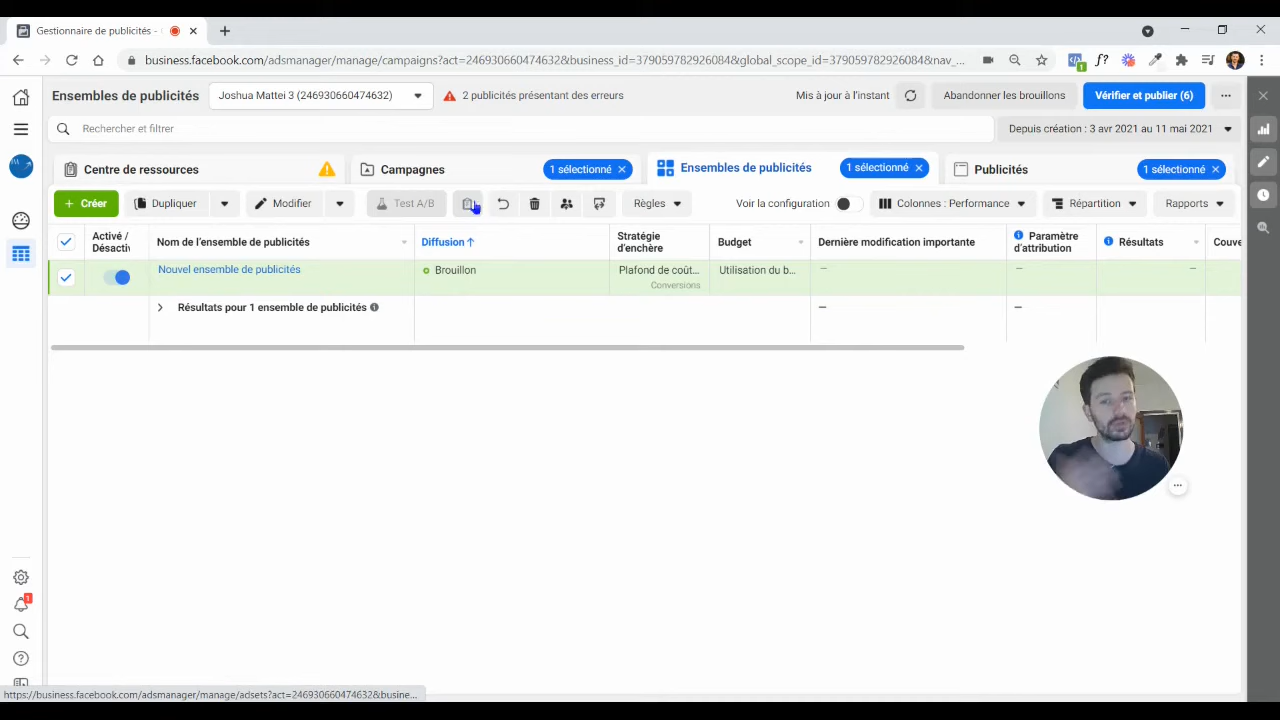 Gestionnaire de publicités -
business.facebook.com/adsmanager/manage/campaigns?act=246930660474632&business_id=379059782926084&global_scope_id=379059782926084&nav_...
1
f?
Ensembles de publicités
Joshua Mattei 3 (246930660474632)
2 publicités présentant des erreurs
Mis à jour à l'instant
Abandonner les brouillons
Vérifier et publier (6)
Rechercher et filtrer
Depuis création : 3 avr 2021 au 11 mai 2021
Centre de ressources
Campagnes
1 sélectionné
Ensembles de publicités
1 sélectionné
Publicités
1 sélectionné
Créer
Dupliquer
Modifier
Test A/B
Règles
Voir la configuration
Colonnes : Performance
Répartition
Rapports
Activé /
Désactiv
Nom de l'ensemble de publicités
Diffusion
Stratégie
d'enchère
Budget
Dernière modification importante
Paramètre
d'attribution
Résultats
Couve
Nouvel ensemble de publicités
Brouillon
Plafond de coût...
Conversions
Utilisation du b...
Résultats pour 1 ensemble de publicités
1
https://business.facebook.com/adsmanager/manage/adsets?act=246930660474632&busine...